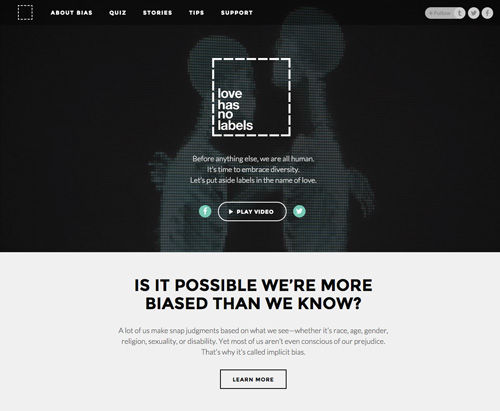 ABOUT BIAS QUIZ STORIES TIPS SUPPORT
Follow
love
has
no
labels
Before anything else, we are all human.
It's time to embrace diversity.
Let's put aside labels in the name of love.
PLAY VIDEO
IS IT POSSIBLE WE'RE MORE
BIASED THAN WE KNOW?
A lot of us make snap judgments based on what we see—whether it's race, age, gender,
religion, sexuality, or disability. Yet most of us aren't even conscious of our prejudice.
That's why it's called implicit bias.
LEARN MORE